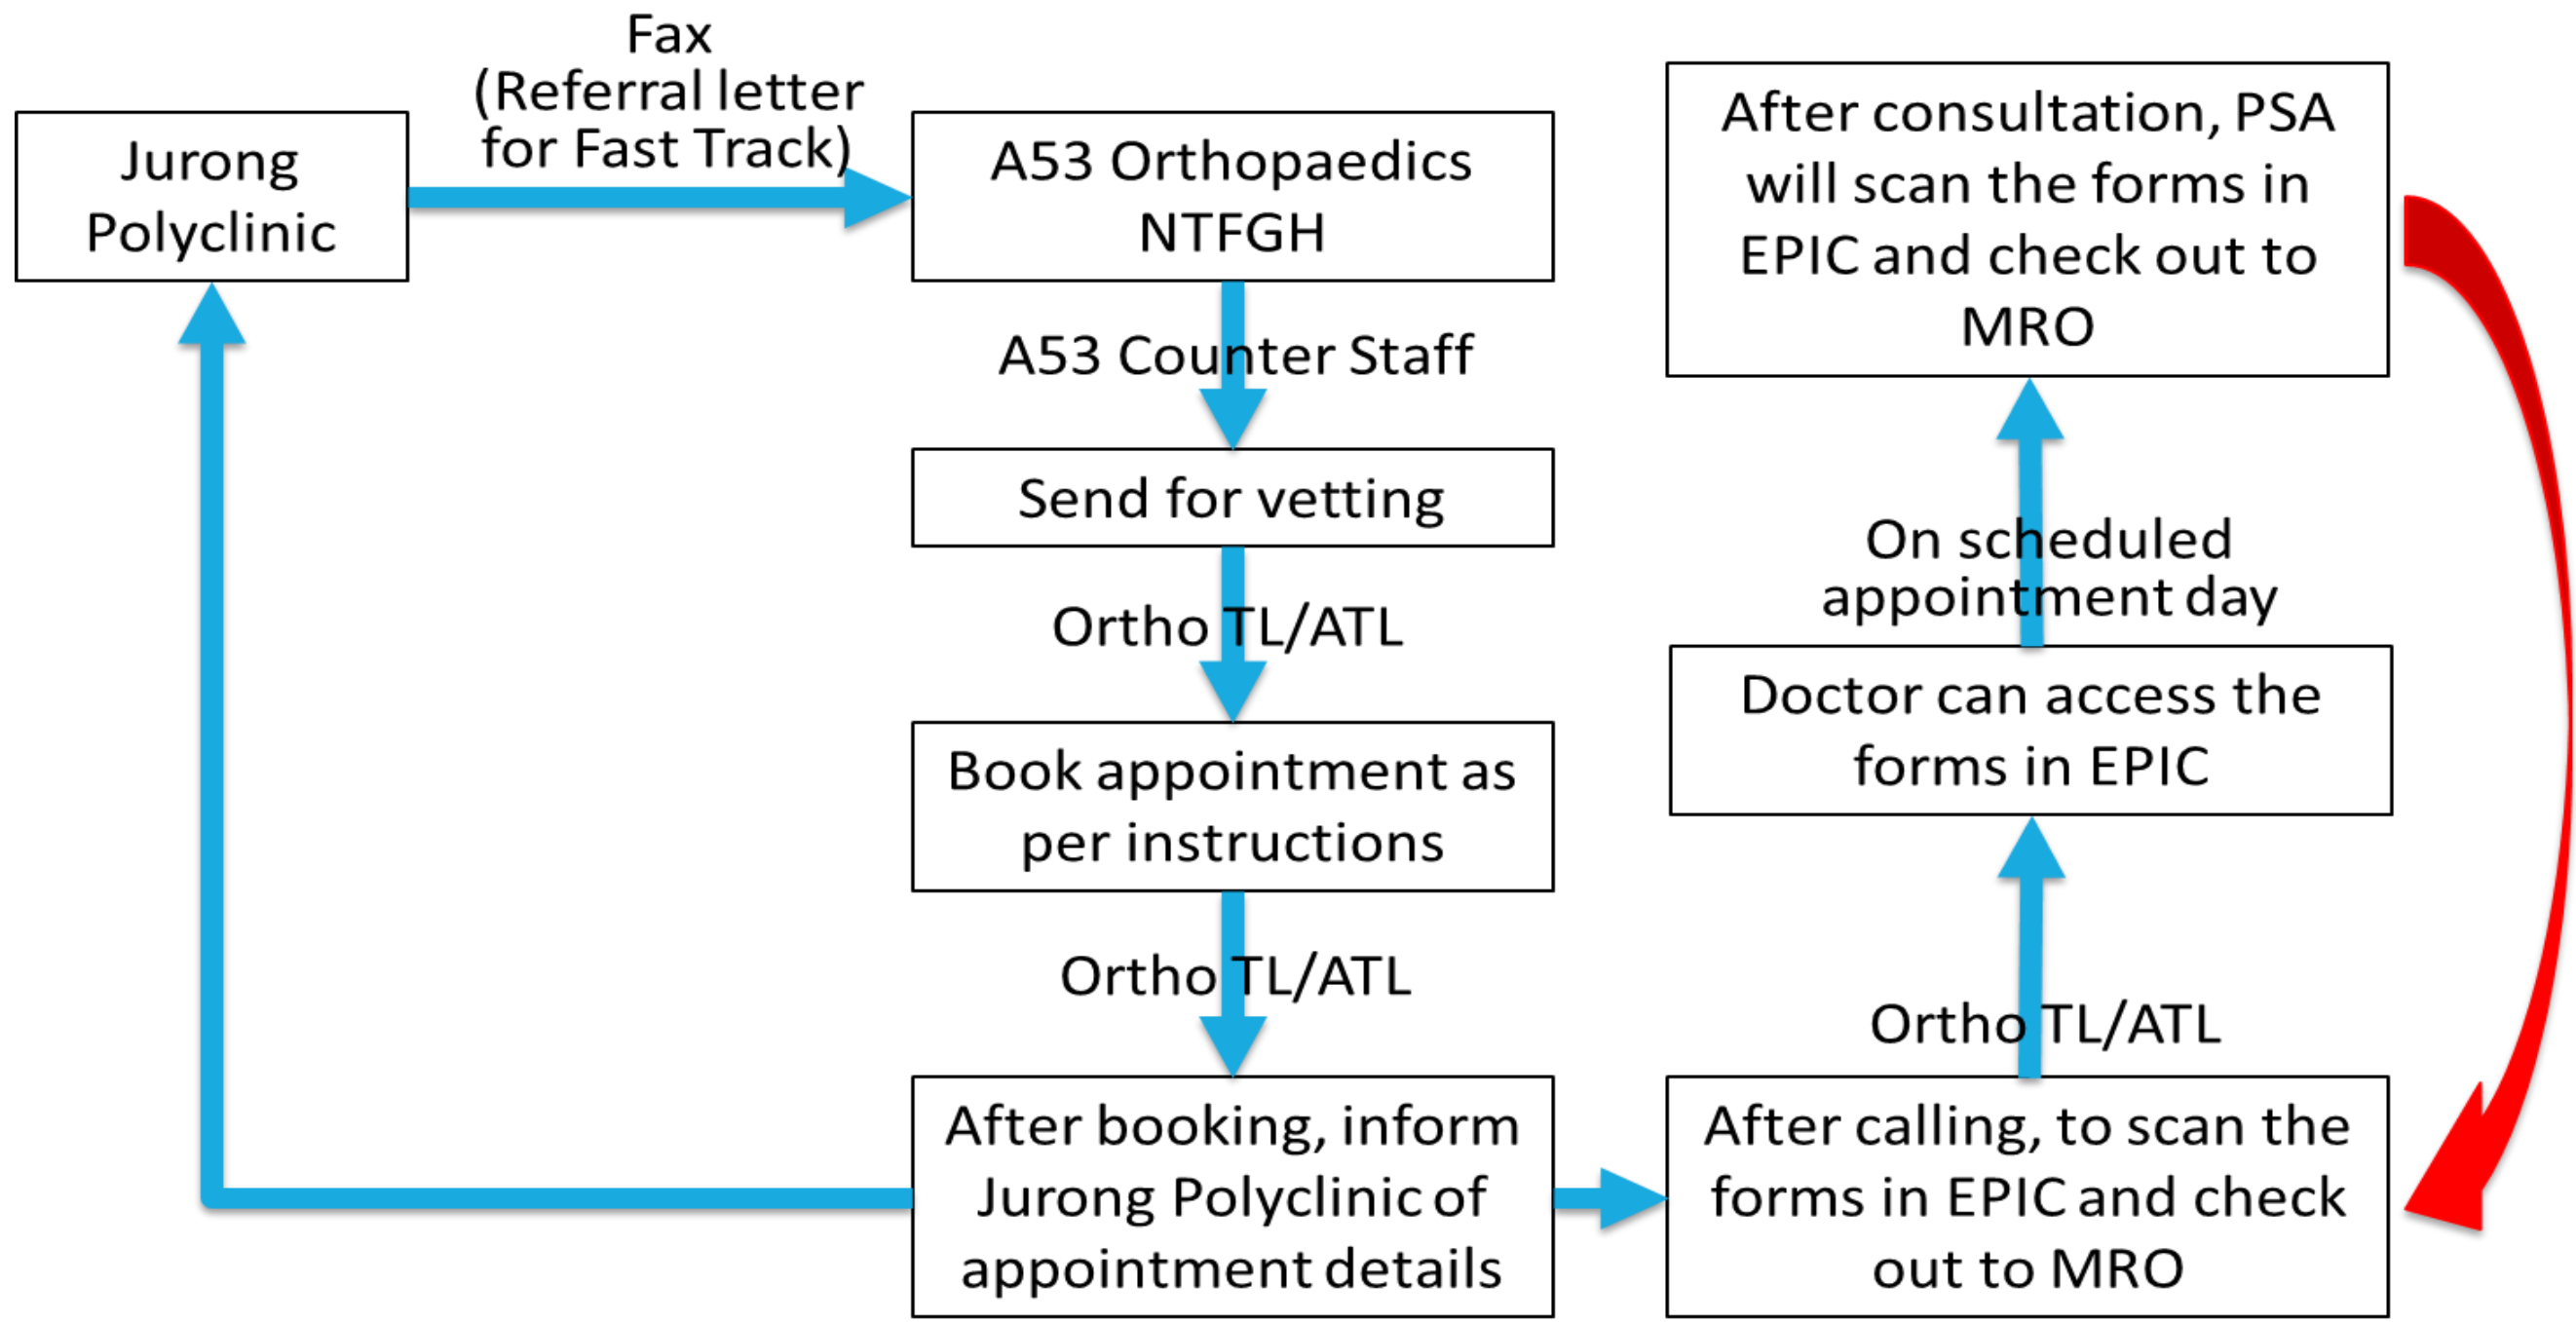 Jurong
Polyclinic
Fax
(Referral letter
for Fast Track)
A53 Orthopaedics
NTFGH
A53 Counter Staff
Send for vetting
Ortho TL/ATL
Book appointment as
per instructions
Ortho TL/ATL
After booking, inform
Jurong Polyclinic of
appointment details
After calling, to scan the
forms in EPIC and check
out to MRO
Ortho TL/ATL
Doctor can access the
forms in EPIC
On scheduled
appointment day
After consultation, PSA
will scan the forms in
EPIC and check out to
MRO